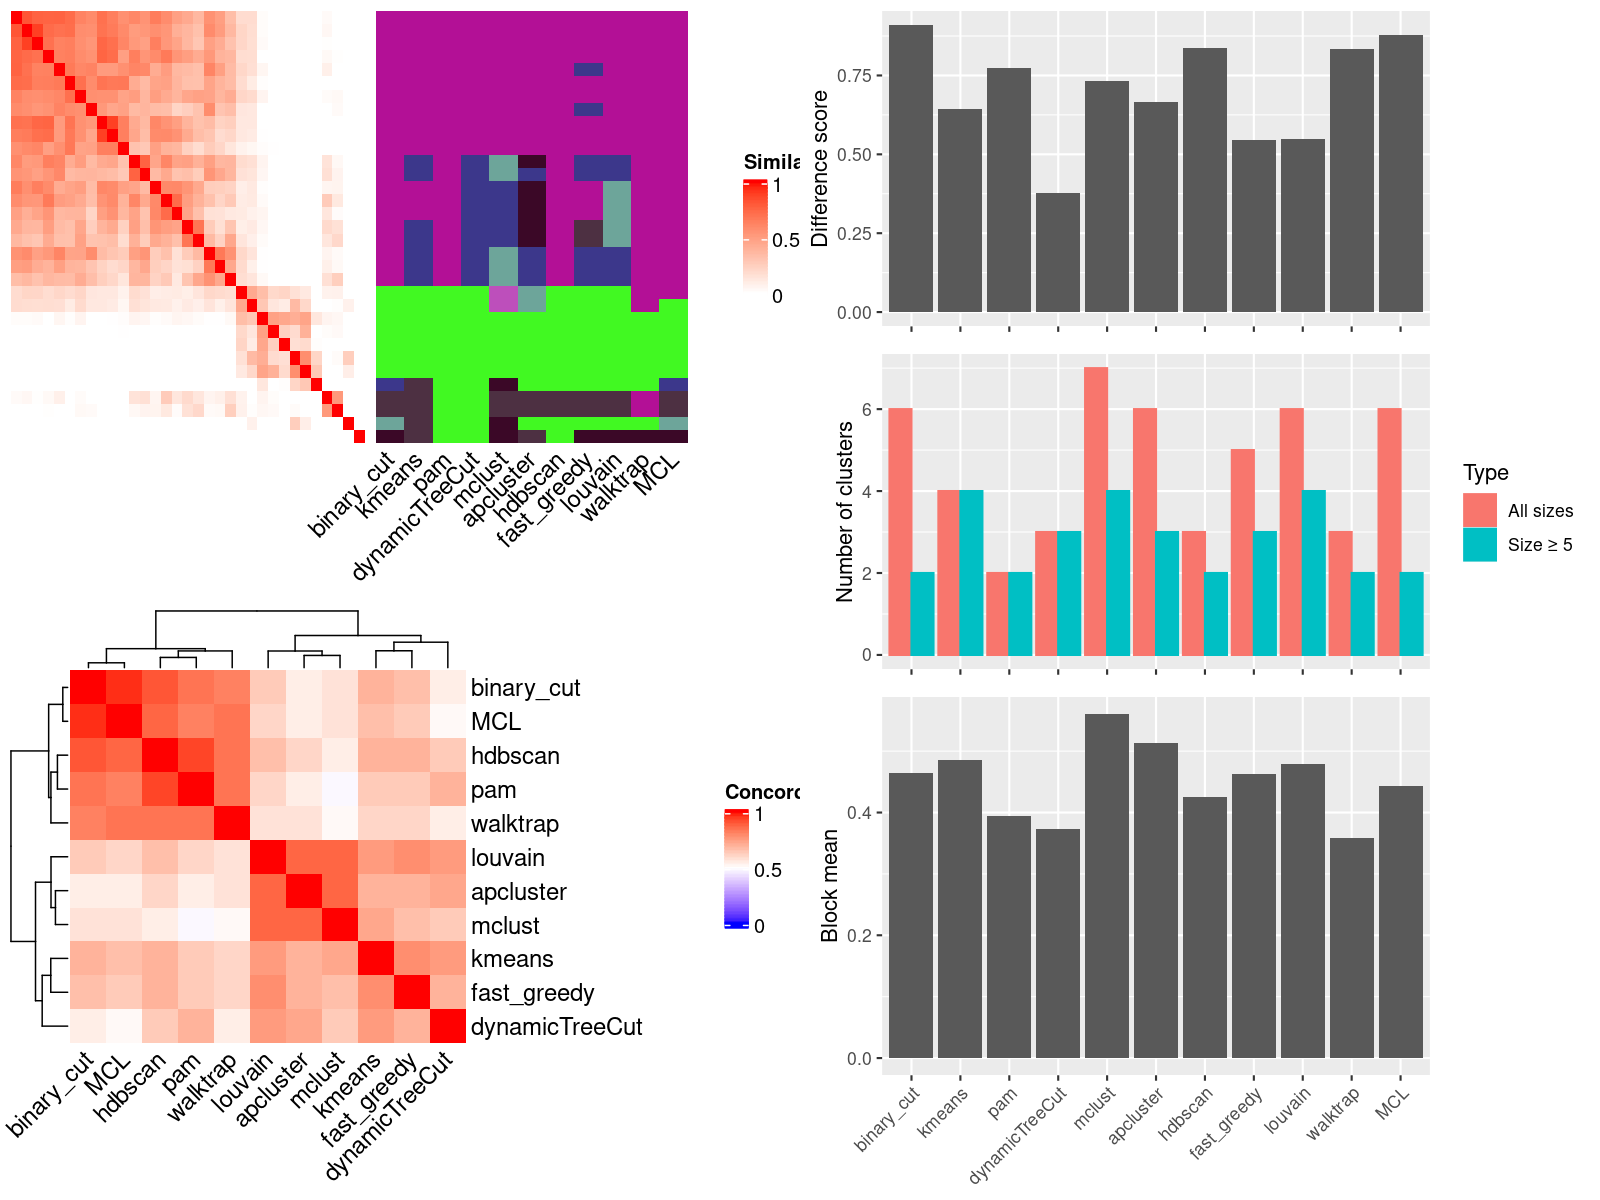 Simila
1
0.5
0
binary_cut
kmeans
pam
dynamicTreeCut
mclust
apcluster
hdbscan
fast_greedy
louvain
walktrap
MCL
binary_cut
MCL
hdbscan
pam
walktrap
louvain
apcluster
mclust
kmeans
fast_greedy
dynamicTreeCut
binary_cut
MCL
hdbscan
pam
walktrap
louvain
apcluster
mclust
kmeans
fast_greedy
dynamicTreeCut
Concord
1
0.5
0
Difference score
0.75
0.50
0.25
0.00
Number of clusters
6
4
2
0
Type
All sizes
Size ≥ 5
Block mean
0.4
0.2
0.0
binary_cut
kmeans
pam
dynamicTreeCut
mclust
apcluster
hdbscan
fast_greedy
louvain
walktrap
MCL